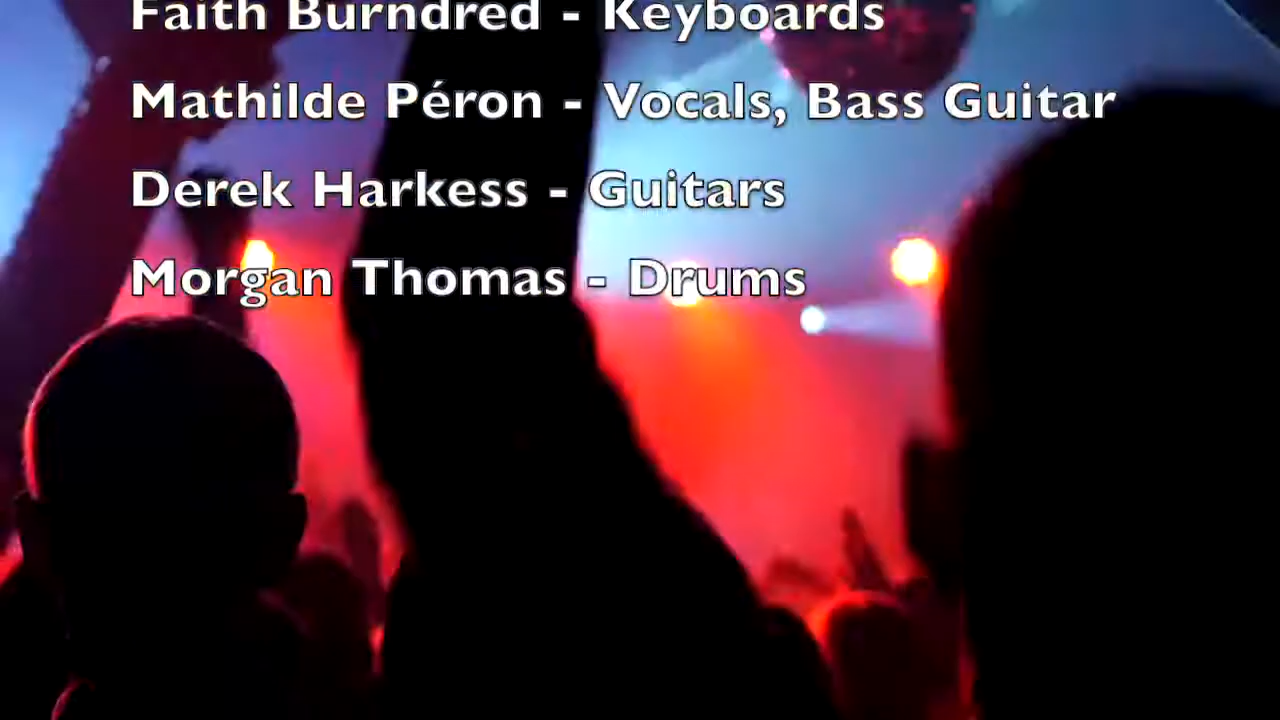 Faith Burndred - Keyboards
Mathilde Péron - Vocals, Bass Guitar
Derek Harkess - Guitars
Morgan Thomas - Drums